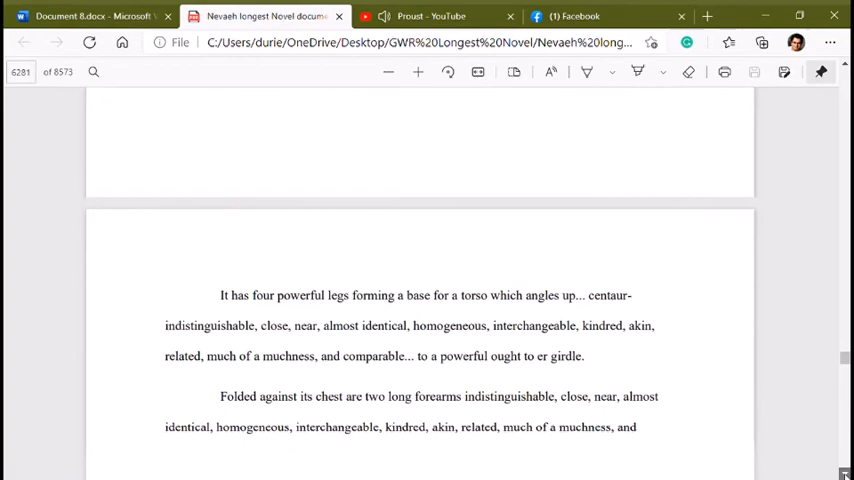 Document 8.docx - Microsoft W
Nevaeh longest Novel docume
Proust - YouTube
(1) Facebook
File
C:/Users/durie/OneDrive/Desktop/GWR%20Longest%20Novel/Nevaeh%20long...
6281 of 8573
It has four powerful legs forming a base for a torso which angles up... centaur-
indistinguishable, close, near, almost identical, homogeneous, interchangeable, kindred, akin,
related, much of a muchness, and comparable... to a powerful ought to er girdle.
Folded against its chest are two long forearms indistinguishable, close, near, almost
identical, homogeneous, interchangeable, kindred, akin, related, much of a muchness, and